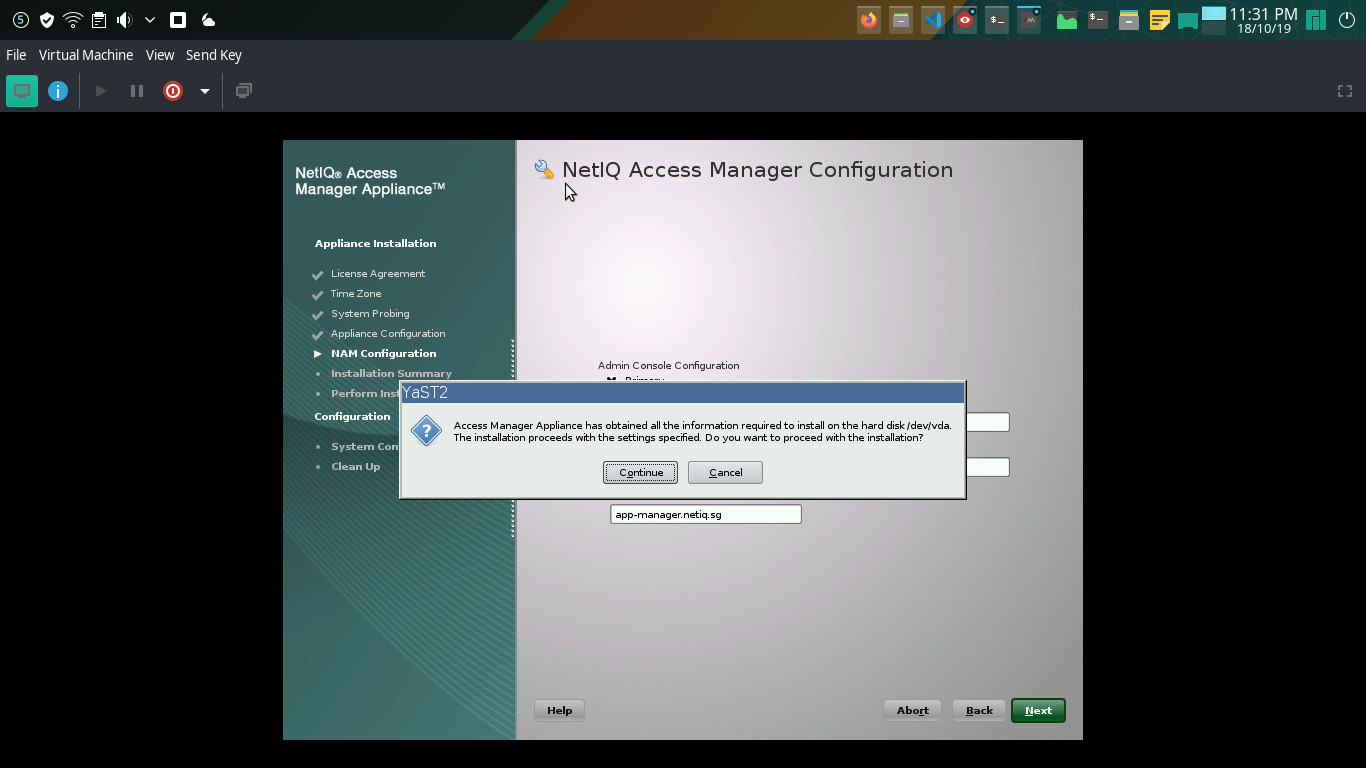 5
11:31 PM
18/10/19
File Virtual Machine View Send Key
NetIQ® Access
Manager Appliance™
Appliance Installation
License Agreement
Time Zone
System Probing
Appliance Configuration
NAM Configuration
Installation Summary
Perform Inst
Configuration
System Con
Clean Up
NetIQ Access Manager Configuration
Admin Console Configuration
Primary
YaST2
Access Manager Appliance has obtained all the information required to install on the hard disk /dev/vda.
The installation proceeds with the settings specified. Do you want to proceed with the installation?
Continue Cancel
app-manager.netiq.sg
Help Abort Back Next